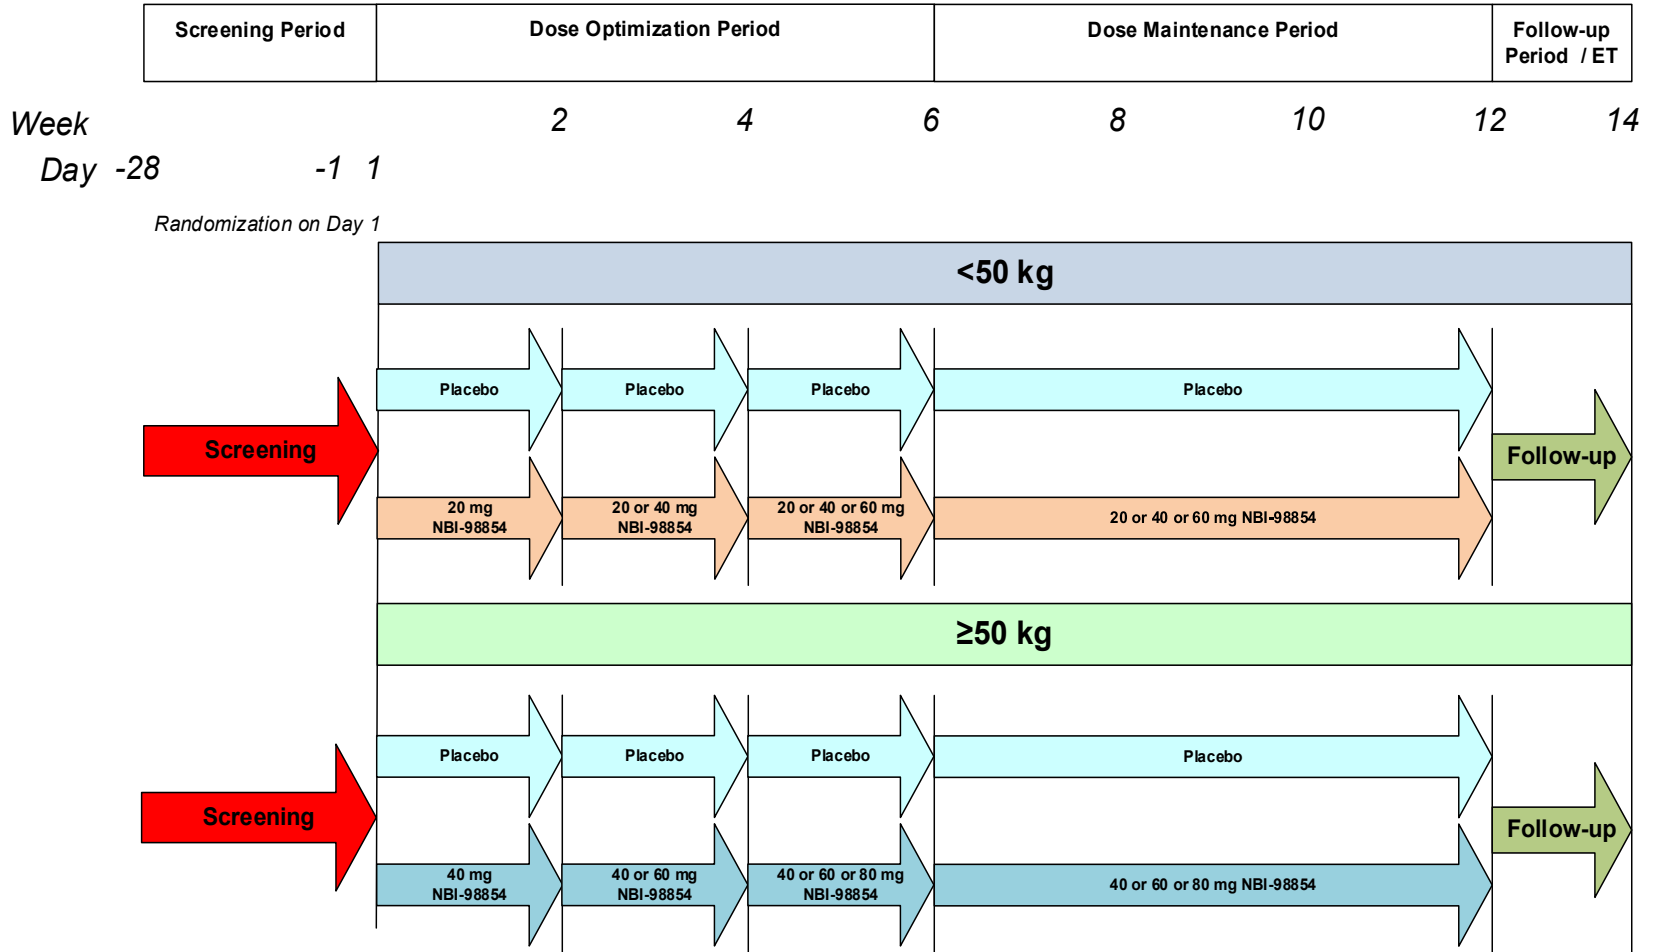 Screening Period
Dose Optimization Period
Dose Maintenance Period
Follow-up
Period / ET
Week 2 4 6 8 10 12 14
Day -28 -1 1
Randomization on Day 1
<50 kg
Placebo Placebo Placebo Placebo
Screening
Follow-up
20 mg
NBI-98854
20 or 40 mg
NBI-98854
20 or 40 or 60 mg
NBI-98854
20 or 40 or 60 mg NBI-98854
≥50 kg
Placebo Placebo Placebo Placebo
Screening
Follow-up
40 mg
NBI-98854
40 or 60 mg
NBI-98854
40 or 60 or 80 mg
NBI-98854
40 or 60 or 80 mg NBI-98854